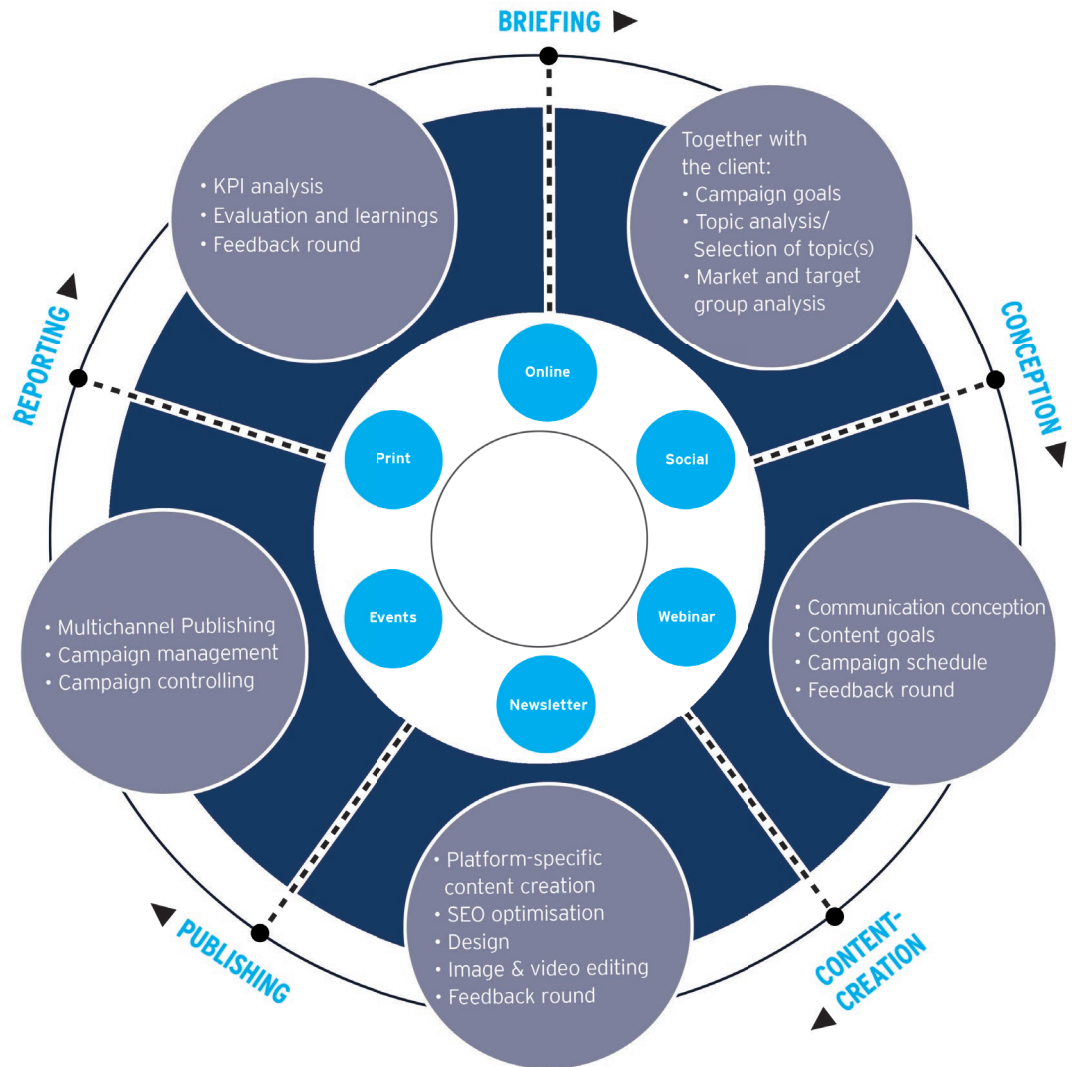 BRIEFING
Together with
the client:
• Campaign goals
• Topic analysis/
Selection of topic(s)
• Market and target
group analysis
CONCEPTION
• Communication conception
• Content goals
• Campaign schedule
• Feedback round
CONTENT-
CREATION
• Platform-specific
content creation
• SEO optimisation
• Design
• Image & video editing
• Feedback round
PUBLISHING
• Multichannel Publishing
• Campaign management
• Campaign controlling
REPORTING
• KPI analysis
• Evaluation and learnings
• Feedback round
Online
Social
Webinar
Newsletter
Events
Print